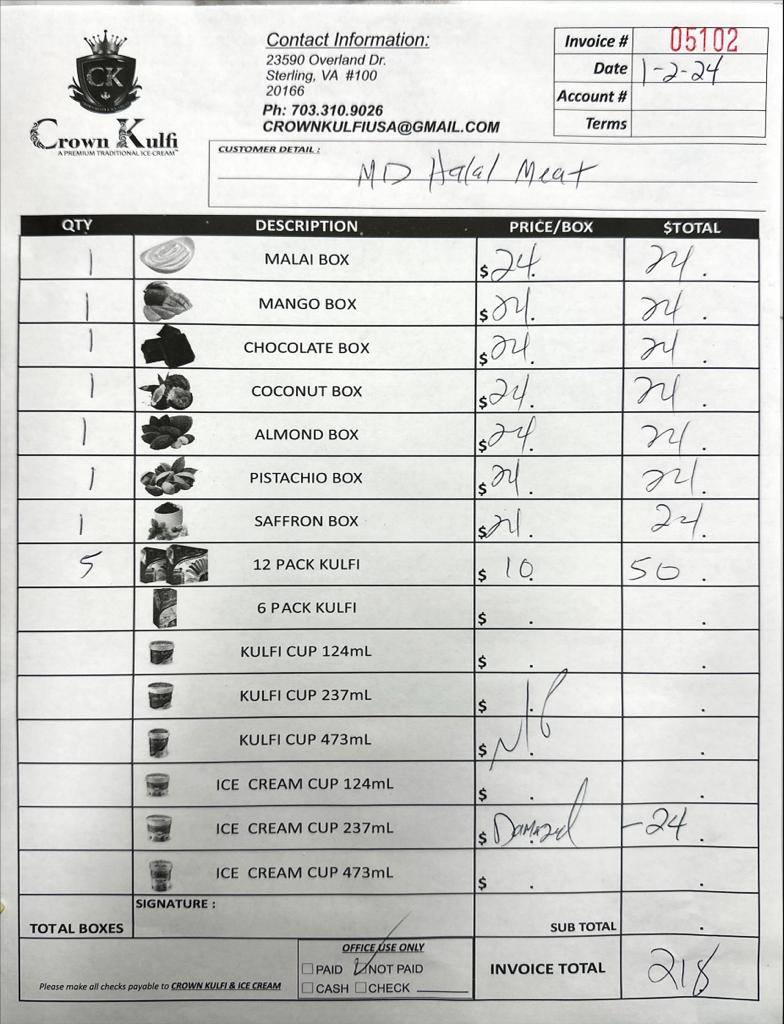 CK
Crown Kulfi
A PREMIUM TRADITIONAL ICE-CREAM
Contact Information:
23590 Overland Dr.
Sterling, VA #100
20166
Ph: 703.310.9026
CROWNKULFIUSA@GMAIL.COM
Invoice # 05102
Date 1-2-24
Account #
Terms
CUSTOMER DETAIL :
MD Halal Meat
QTY DESCRIPTION PRICE/BOX $TOTAL
1 MALAI BOX $24. 24.
1 MANGO BOX $24. 24.
1 CHOCOLATE BOX $24. 24.
1 COCONUT BOX $24. 24.
1 ALMOND BOX $24. 24.
1 PISTACHIO BOX $24. 24.
1 SAFFRON BOX $24. 24.
5 12 PACK KULFI $ 10. 50.
6 PACK KULFI $ . .
KULFI CUP 124mL $ . .
KULFI CUP 237mL $ . .
KULFI CUP 473mL $ . .
ICE CREAM CUP 124mL $ . .
ICE CREAM CUP 237mL $ Damaged -24.
ICE CREAM CUP 473mL $ . .
SIGNATURE :
TOTAL BOXES SUB TOTAL .
OFFICE USE ONLY
☐ PAID ☑ NOT PAID
☐ CASH ☐ CHECK ________
INVOICE TOTAL 218
Please make all checks payable to CROWN KULFI & ICE CREAM